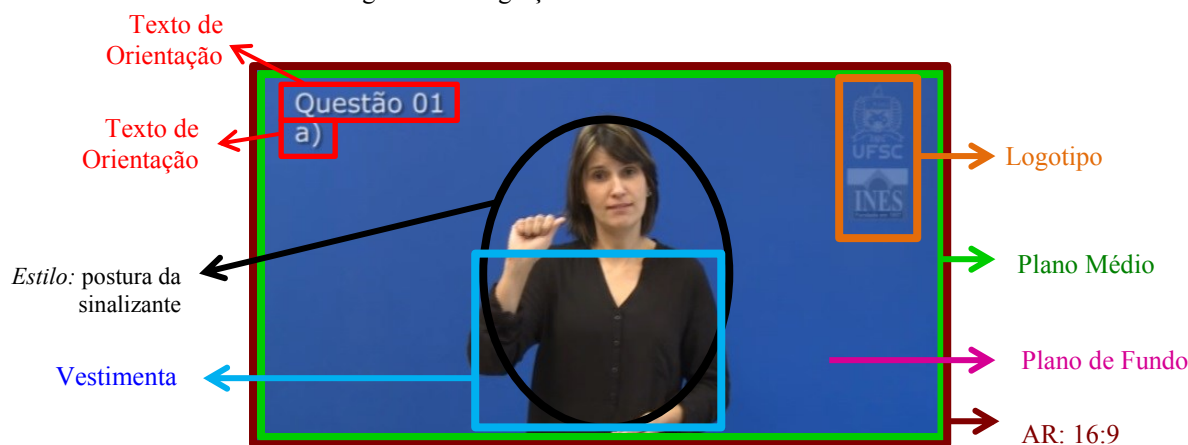 Texto de
Orientação
Questão 01
a)
Texto de
Orientação
UFSC
INES
Logotipo
Estilo: postura da
sinalizante
Plano Médio
Vestimenta
Plano de Fundo
AR: 16:9